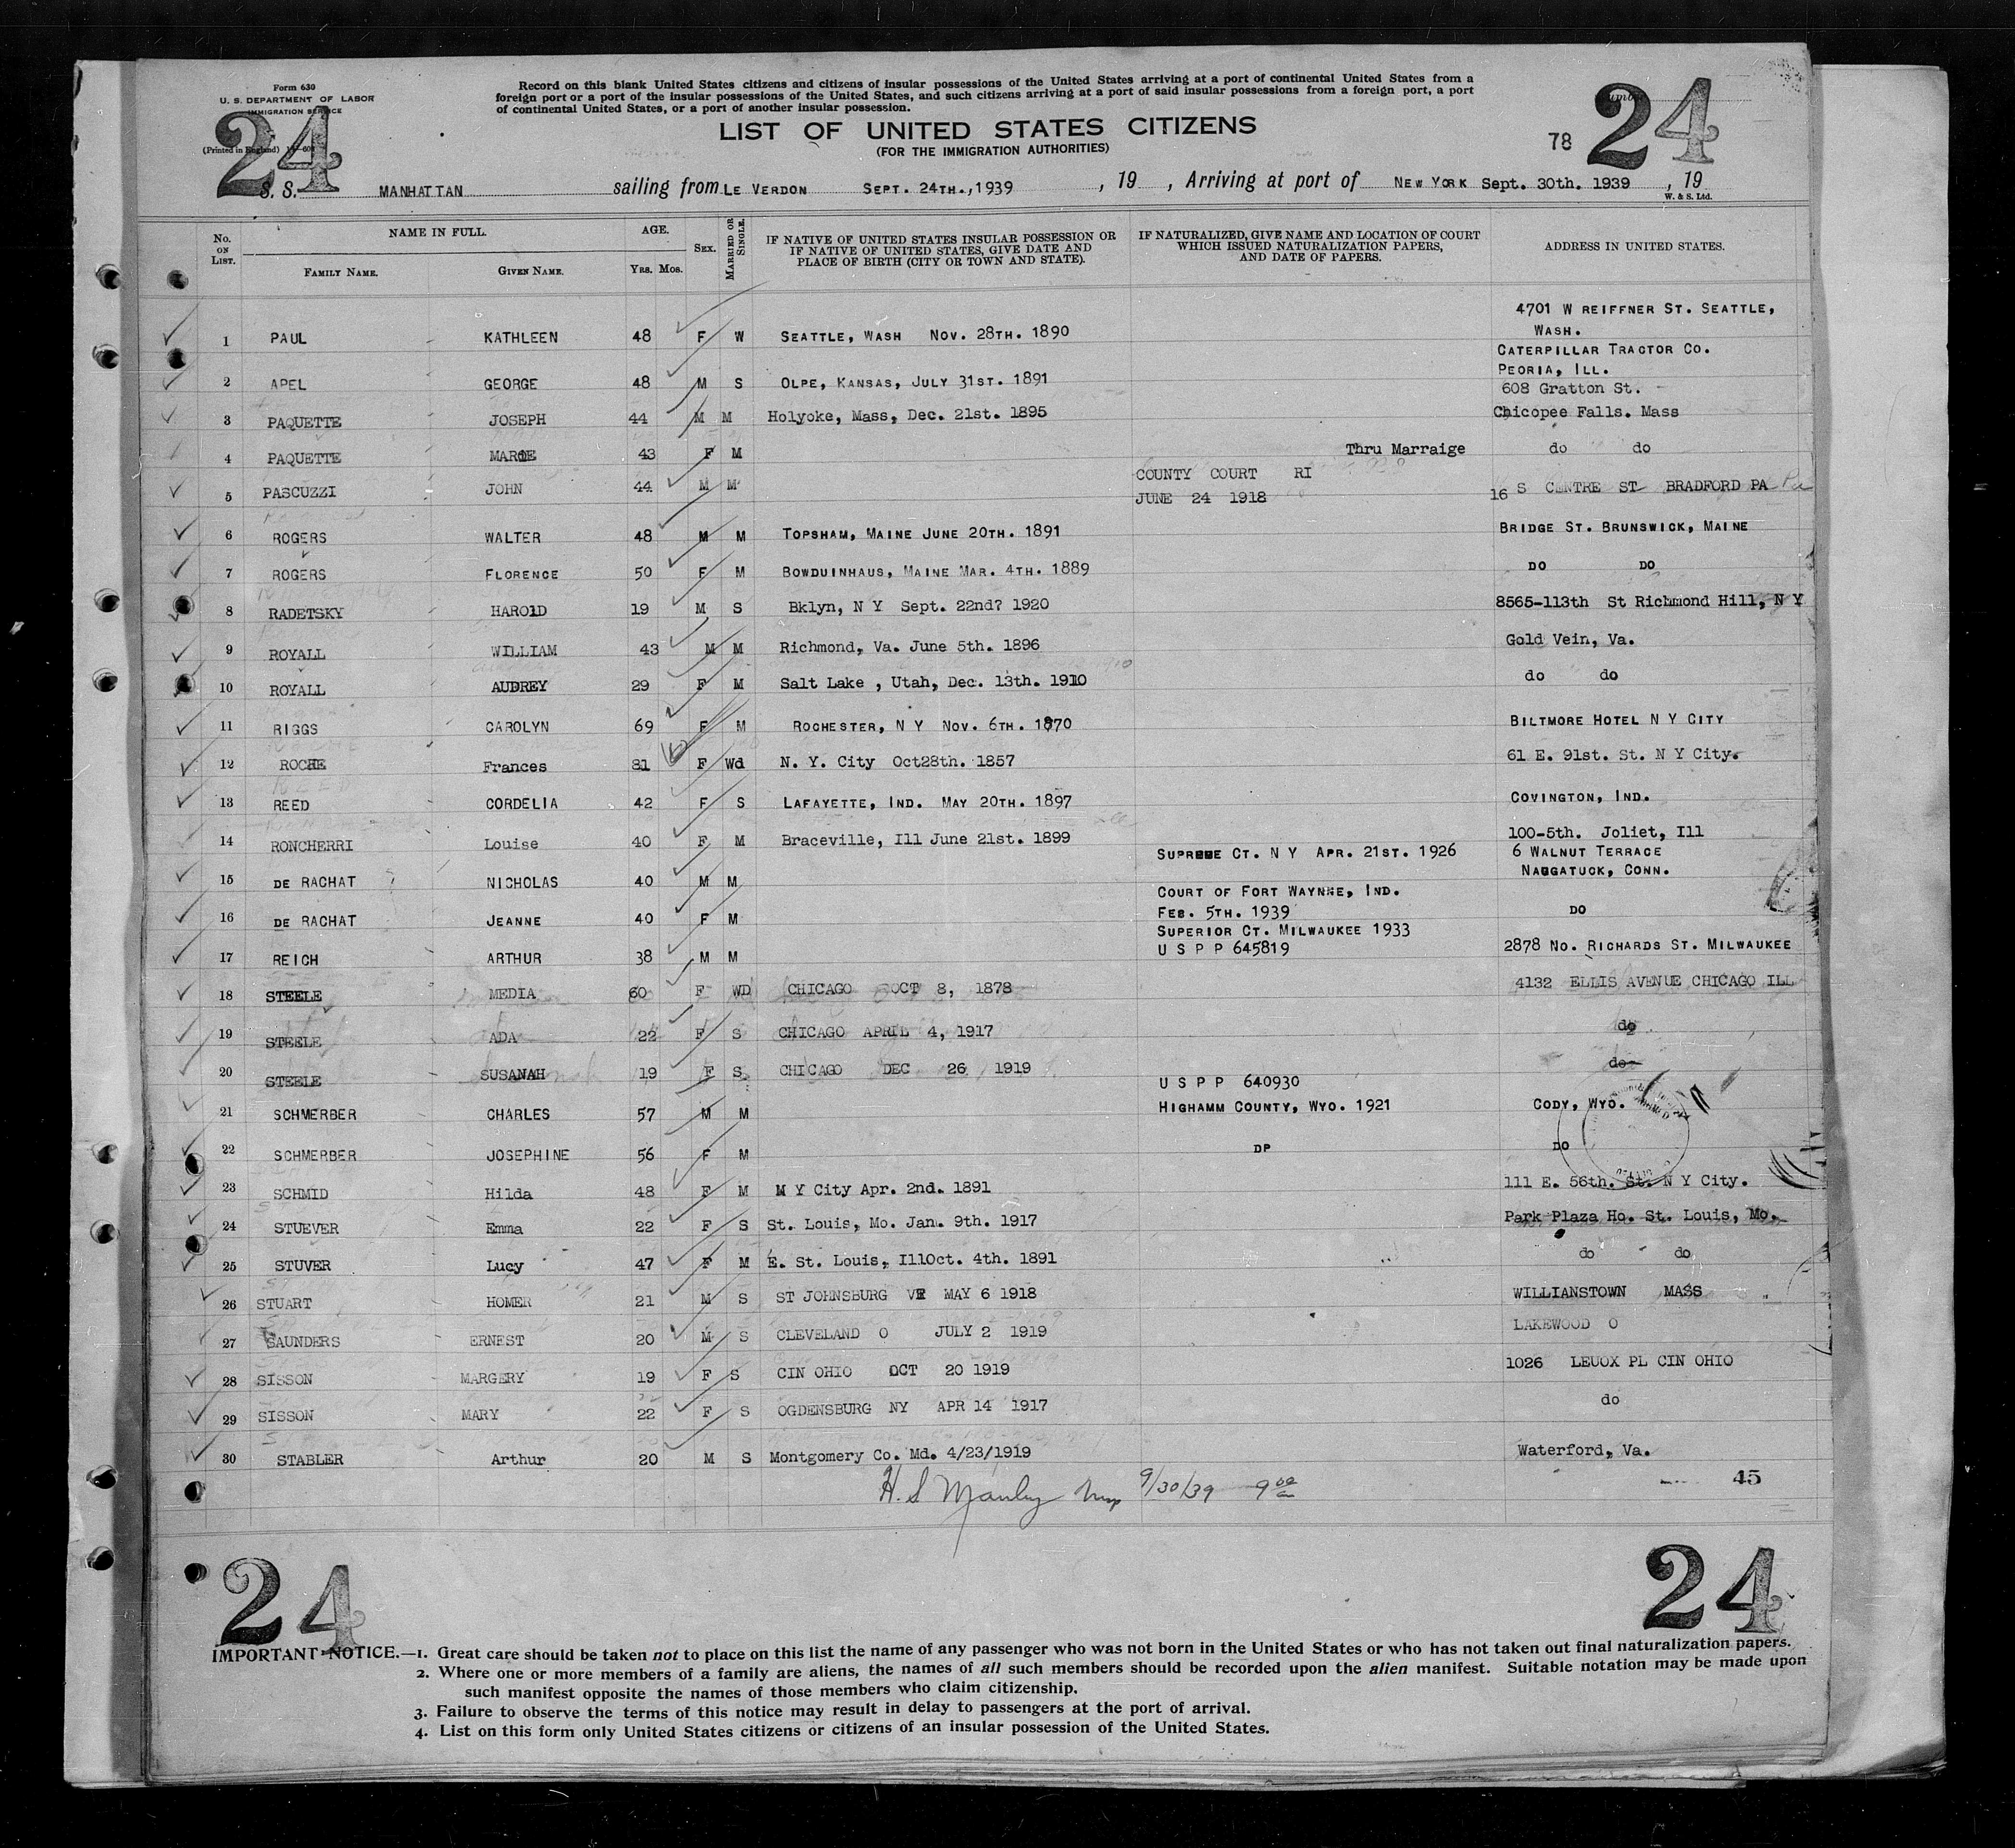 Form 630
U. S. DEPARTMENT OF LABOR
IMMIGRATION SERVICE
(Printed in England)
24
24
Record on this blank United States citizens and citizens of insular possessions of the United States arriving at a port of continental United States from a
foreign port or a port of the insular possessions of the United States, and such citizens arriving at a port of said insular possessions from a foreign port, a port
of continental United States, or a port of another insular possession.
LIST OF UNITED STATES CITIZENS
(FOR THE IMMIGRATION AUTHORITIES)
78
S. S. MANHATTAN sailing from LE VERDON SEPT. 24TH., 1939 , 19 , Arriving at port of NEW YORK Sept. 30th. 1939 , 19
W. & S. Ltd.
No. ON LIST. NAME IN FULL. FAMILY NAME. GIVEN NAME. AGE. YRS. MOS. SEX. MARRIED OR SINGLE. IF NATIVE OF UNITED STATES INSULAR POSSESSION OR IF NATIVE OF UNITED STATES, GIVE DATE AND PLACE OF BIRTH (CITY OR TOWN AND STATE). IF NATURALIZED, GIVE NAME AND LOCATION OF COURT WHICH ISSUED NATURALIZATION PAPERS, AND DATE OF PAPERS. ADDRESS IN UNITED STATES.
1 PAUL KATHLEEN 48 F W SEATTLE, WASH NOV. 28TH. 1890 4701 W REIFFNER ST. SEATTLE, WASH.
2 APEL GEORGE 48 M S OLPE, KANSAS, JULY 31ST. 1891 CATERPILLAR TRACTOR CO. PEORIA, ILL.
3 PAQUETTE JOSEPH 44 M M Holyoke, Mass, Dec. 21st. 1895 608 Gratton St. Chicopee Falls. Mass
4 PAQUETTE 43 F M Thru Marraige do do
5 PASCUZZI JOHN 44 M M COUNTY COURT RI JUNE 24 1918 16 S CENTRE ST BRADFORD PA
6 ROGERS WALTER 48 M M TOPSHAM, MAINE JUNE 20TH. 1891 BRIDGE ST. BRUNSWICK, MAINE
7 ROGERS FLORENCE 50 F M BOWDUINHAUS, MAINE MAR. 4TH. 1889 DO DO
8 RADETSKY HAROlD 19 M S Bklyn, N Y Sept. 22nd? 1920 8565-113th St Richmond Hill, N Y
9 ROYALL WILLIAM 43 M M Richmond, Va. June 5th. 1896 Gold Vein, Va.
10 ROYALL AUDREY 29 F M Salt Lake , Utah, Dec. 13th. 1910 do do
11 RIGGS CAROLYN 69 F M ROCHESTER, N Y NOV. 6TH. 1870 BILTMORE HOTEL N Y CITY
12 ROCHE Frances 81 F Wd N. Y. City Oct28th. 1857 61 E. 91st. St. N Y City.
13 REED CORDELIA 42 F S LAFAYETTE, IND. MAY 20TH. 1897 COVINGTON, IND.
14 RONCHERRI Louise 40 F M Braceville, Ill June 21st. 1899 100-5th. Joliet, Ill
15 DE RACHAT NICHOLAS 40 M M SUPREME CT. N Y APR. 21ST. 1926 6 WALNUT TERRACE NAUGATUCK, CONN.
16 DE RACHAT JEANNE 40 F M COURT OF FORT WAYNNE, IND. FEB. 5TH. 1939 DO
17 REICH ARTHUR 38 M M SUPERIOR CT. MILWAUKEE 1933 U S P P 645819 2878 NO. RICHARDS ST. MILWAUKEE
18 STEELE MEDIA 60 F WD CHICAGO OCT 8, 1878 4132 ELLIS AVENUE CHICAGO ILL
19 STEELE ADA 22 F S CHICAGO APRIL 4, 1917 do
20 STEELE SUSANAH 19 F S CHICAGO DEC 26 1919 do
21 SCHMERBER CHARLES 57 M M U S P P 640930 HIGHAMM COUNTY, WYO. 1921 CODY, WYO.
22 SCHMERBER JOSEPHINE 56 F M DP DO
23 SCHMID Hilda 48 F M M Y City Apr. 2nd. 1891 111 E. 56th. St. N Y City.
24 STUEVER Emma 22 F S St. Louis, Mo. Jan. 9th. 1917 Park Plaza Ho. St. Louis, Mo.
25 STUVER Lucy 47 F M E. St. Louis, IllOct. 4th. 1891 do do
26 STUART HOMER 21 M S ST JOHNSBURG MAY 6 1918 WILLIANSTOWN MASS
27 SAUNDERS ERNEST 20 M S CLEVELAND O JULY 2 1919 LAKEWOOD O
28 SISSON MARGERY 19 F S CIN OHIO OCT 20 1919 1026 LEUOX PL CIN OHIO
29 SISSON MARY 22 F S OGDENSBURG NY APR 14 1917 do
30 STABLER Arthur 20 M S Montgomery Co. Md. 4/23/1919 Waterford, Va.
45
H. S Manley 9/30/39 9
24
24
IMPORTANT NOTICE.—1. Great care should be taken not to place on this list the name of any passenger who was not born in the United States or who has not taken out final naturalization papers.
2. Where one or more members of a family are aliens, the names of all such members should be recorded upon the alien manifest. Suitable notation may be made upon
such manifest opposite the names of those members who claim citizenship.
3. Failure to observe the terms of this notice may result in delay to passengers at the port of arrival.
4. List on this form only United States citizens or citizens of an insular possession of the United States.